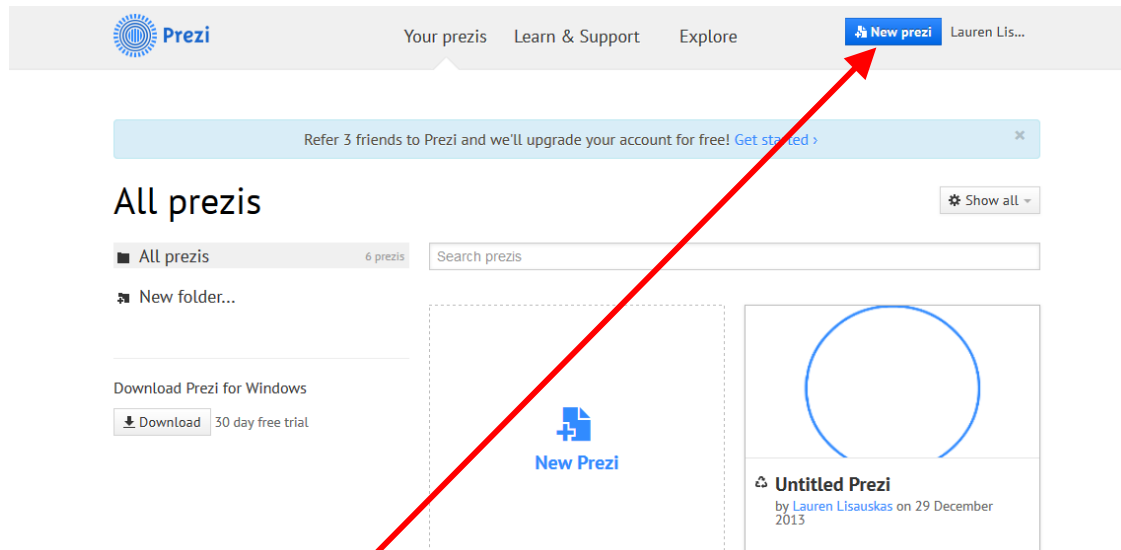 Prezi
Your prezis Learn & Support Explore
New prezi
Lauren Lis...
Refer 3 friends to Prezi and we'll upgrade your account for free! Get started ›
×
All prezis
Show all
All prezis 6 prezis
Search prezis
New folder...
Download Prezi for Windows
Download 30 day free trial
New Prezi
Untitled Prezi
by Lauren Lisauskas on 29 December
2013